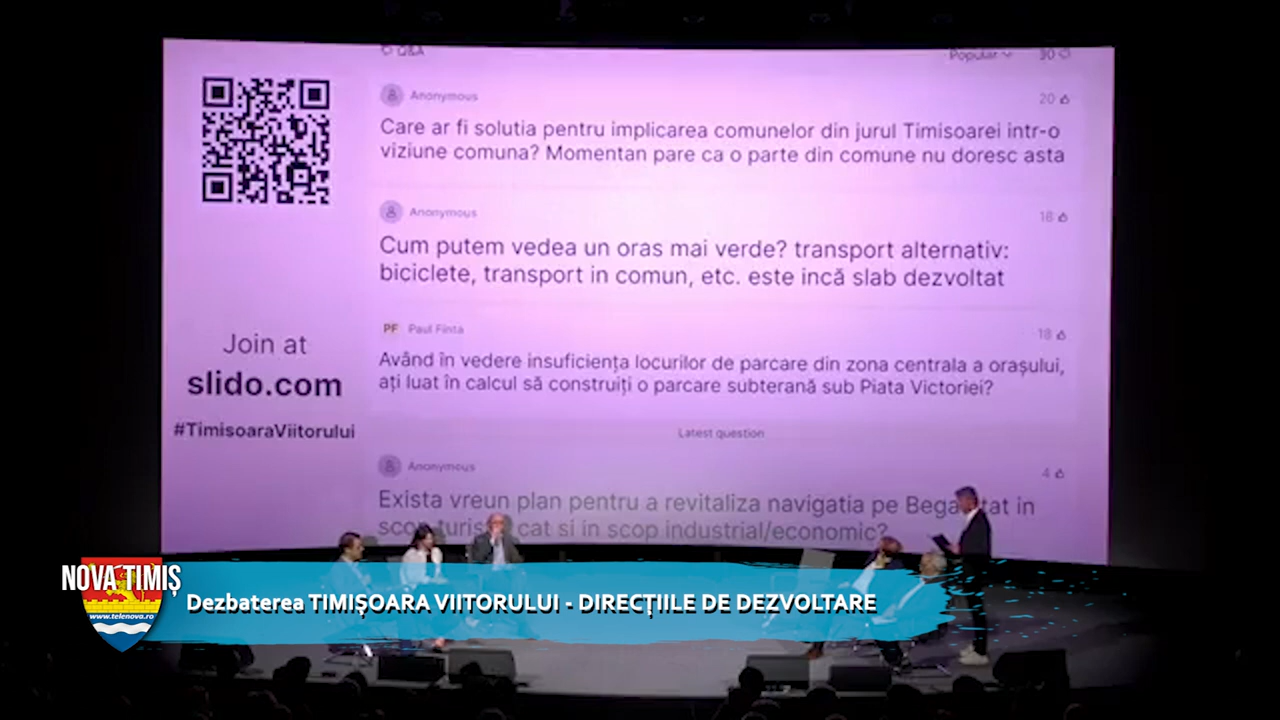 Q&A
Popular
30
Anonymous
20
Care ar fi solutia pentru implicarea comunelor din jurul Timisoarei intr-o
viziune comuna? Momentan pare ca o parte din comune nu doresc asta
Anonymous
18
Cum putem vedea un oras mai verde? transport alternativ:
biciclete, transport in comun, etc. este incă slab dezvoltat
PF Paul Finta
18
Având în vedere insuficiența locurilor de parcare din zona centrala a orașului,
ați luat în calcul să construiți o parcare subterană sub Piata Victoriei?
Latest question
Anonymous
4
Exista vreun plan pentru a revitaliza navigatia pe Bega in
scop cat si in scop industrial/economic?
Join at
slido.com
#TimisoaraViitorului
NOVA TIMIȘ
www.telenova.ro
Dezbaterea TIMIȘOARA VIITORULUI - DIRECȚIILE DE DEZVOLTARE